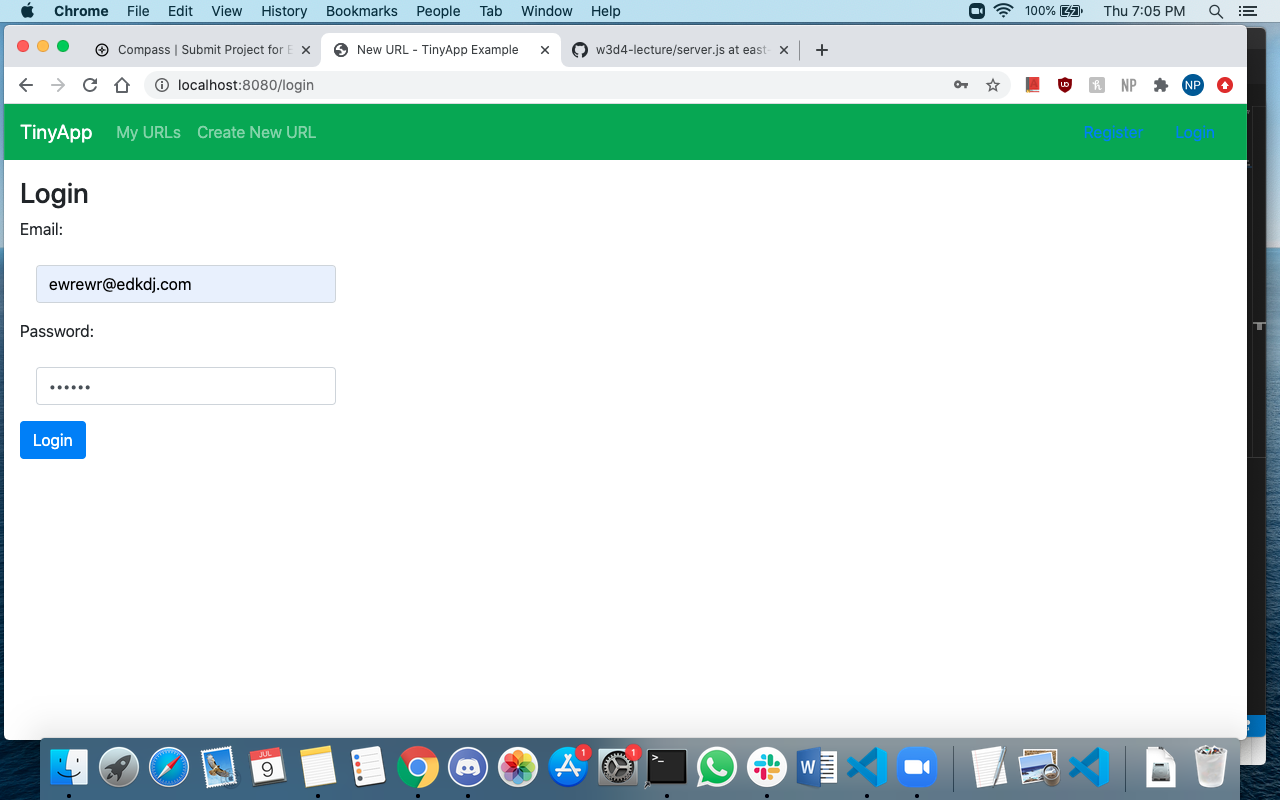 Chrome File Edit View History Bookmarks People Tab Window Help 100% Thu 7:05 PM
Compass | Submit Project for E New URL - TinyApp Example w3d4-lecture/server.js at east
localhost:8080/login NP NP
TinyApp My URLs Create New URL Register Login
Login
Email:
ewrewr@edkdj.com
Password:
••••••
Login
JUL
9
1
1
>_
W